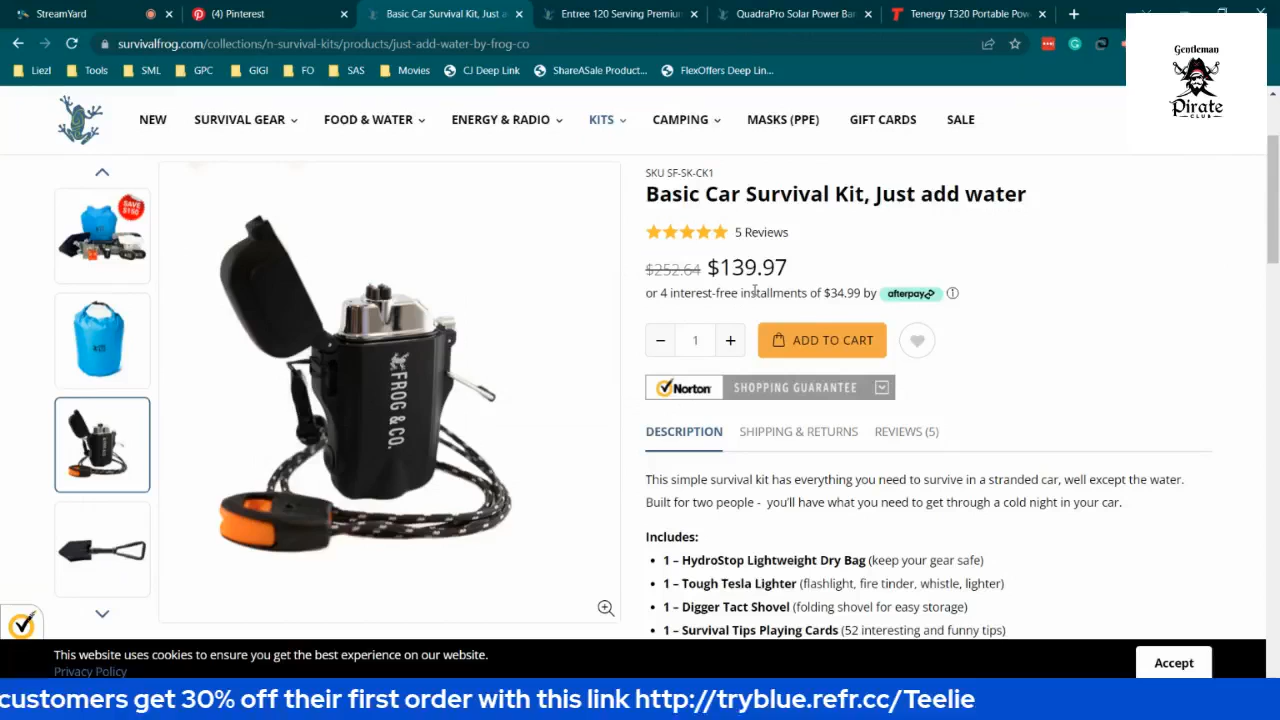 StreamYard
(4) Pinterest
Basic Car Survival Kit, Just a
Entree 120 Serving Premium
QuadraPro Solar Power Ban
Tenergy T320 Portable Pow
survivalfrog.com/collections/n-survival-kits/products/just-add-water-by-frog-co
Liezl
Tools
SML
GPC
GIGI
FO
SAS
Movies
CJ Deep Link
ShareASale Product...
FlexOffers Deep Lin...
Gentleman
Pirate
CLUB
NEW
SURVIVAL GEAR
FOOD & WATER
ENERGY & RADIO
KITS
CAMPING
MASKS (PPE)
GIFT CARDS
SALE
SAVE
$100
FROG & CO.
SKU SF-SK-CK1
Basic Car Survival Kit, Just add water
5 Reviews
$252.64 $139.97
or 4 interest-free installments of $34.99 by afterpay
1
ADD TO CART
Norton SHOPPING GUARANTEE
DESCRIPTION
SHIPPING & RETURNS
REVIEWS (5)
This simple survival kit has everything you need to survive in a stranded car, well except the water.
Built for two people - you'll have what you need to get through a cold night in your car.
Includes:
1 – HydroStop Lightweight Dry Bag (keep your gear safe)
1 – Tough Tesla Lighter (flashlight, fire tinder, whistle, lighter)
1 – Digger Tact Shovel (folding shovel for easy storage)
1 – Survival Tips Playing Cards (52 interesting and funny tips)
This website uses cookies to ensure you get the best experience on our website.
Privacy Policy
Accept
customers get 30% off their first order with this link http://tryblue.refr.cc/Teelie